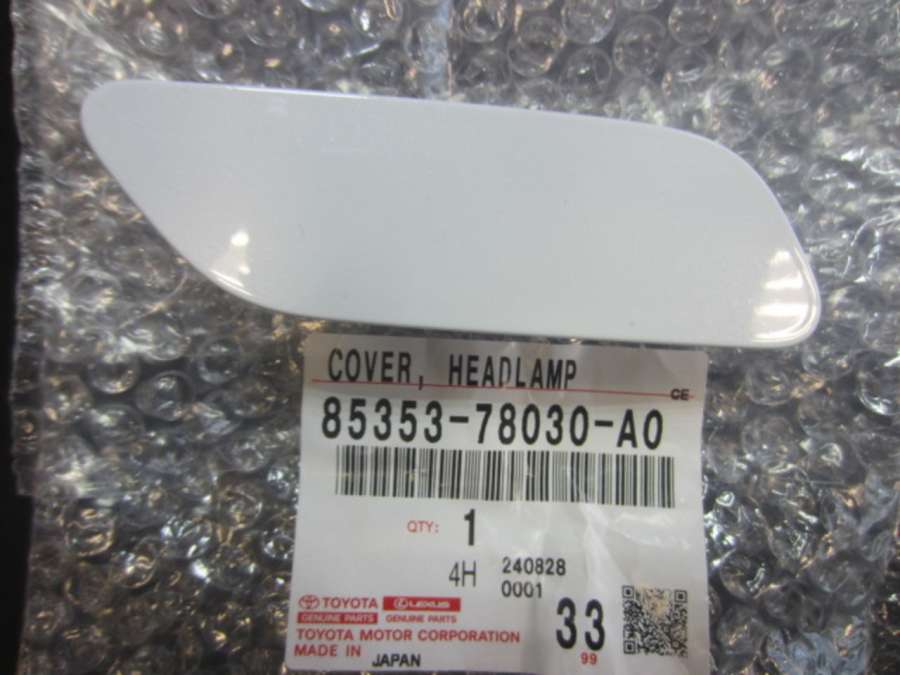 COVER, HEADLAMP
CE
85353-78030-A0
QTY: 1
4H 240828
0001
33
99
TOYOTA LEXUS
GENUINE PARTS GENUINE PARTS
TOYOTA MOTOR CORPORATION
MADE IN JAPAN